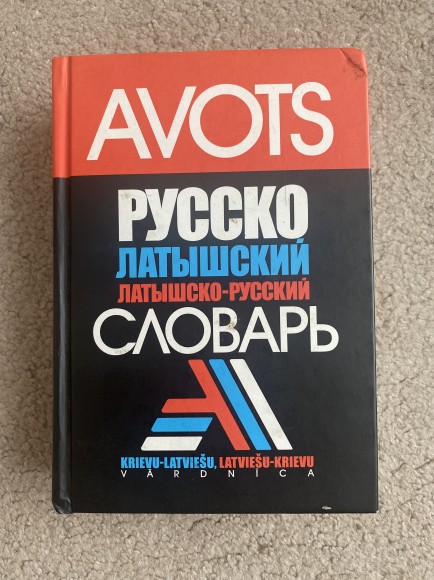 AVOTS
РУССКО
ЛАТЫШСКИЙ
ЛАТЫШСКО-РУССКИЙ
СЛОВАРЬ
KRIEVU-LATVIEŠU, LATVIEŠU-KRIEVU
VĀRDNĪCA